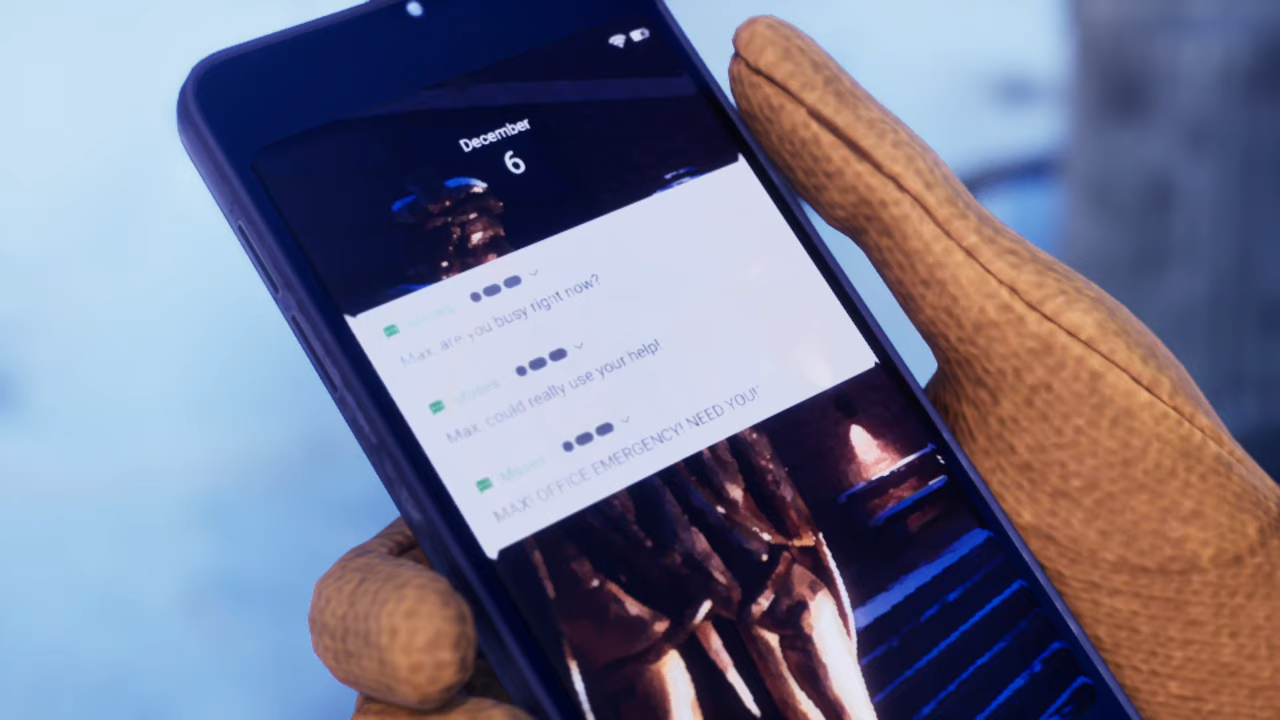 December
6
Max, are you busy right now?
Max, could really use your help!
MAX! OFFICE EMERGENCY! NEED YOU!